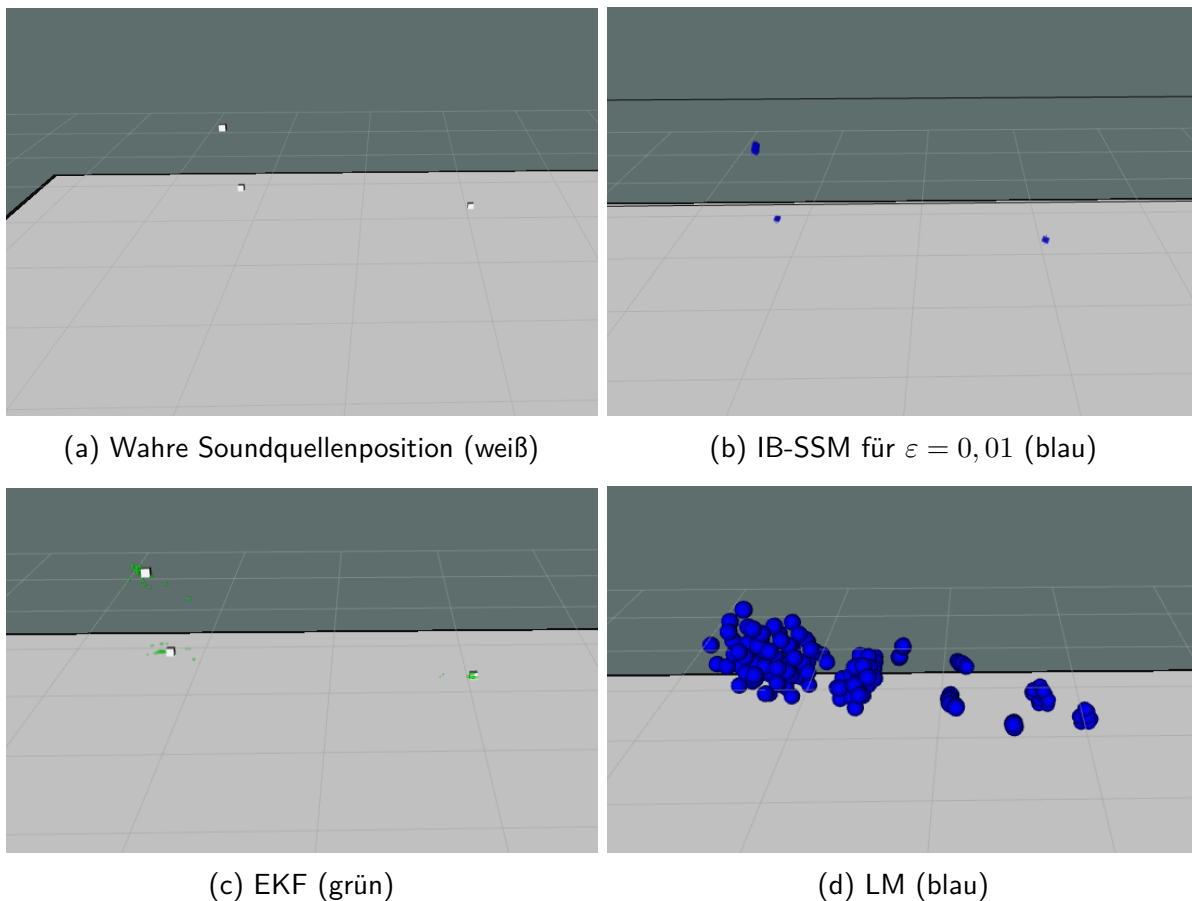 (a) Wahre Soundquellenposition (weiß)
(b) IB-SSM für ε = 0, 01 (blau)
(c) EKF (grün)
(d) LM (blau)